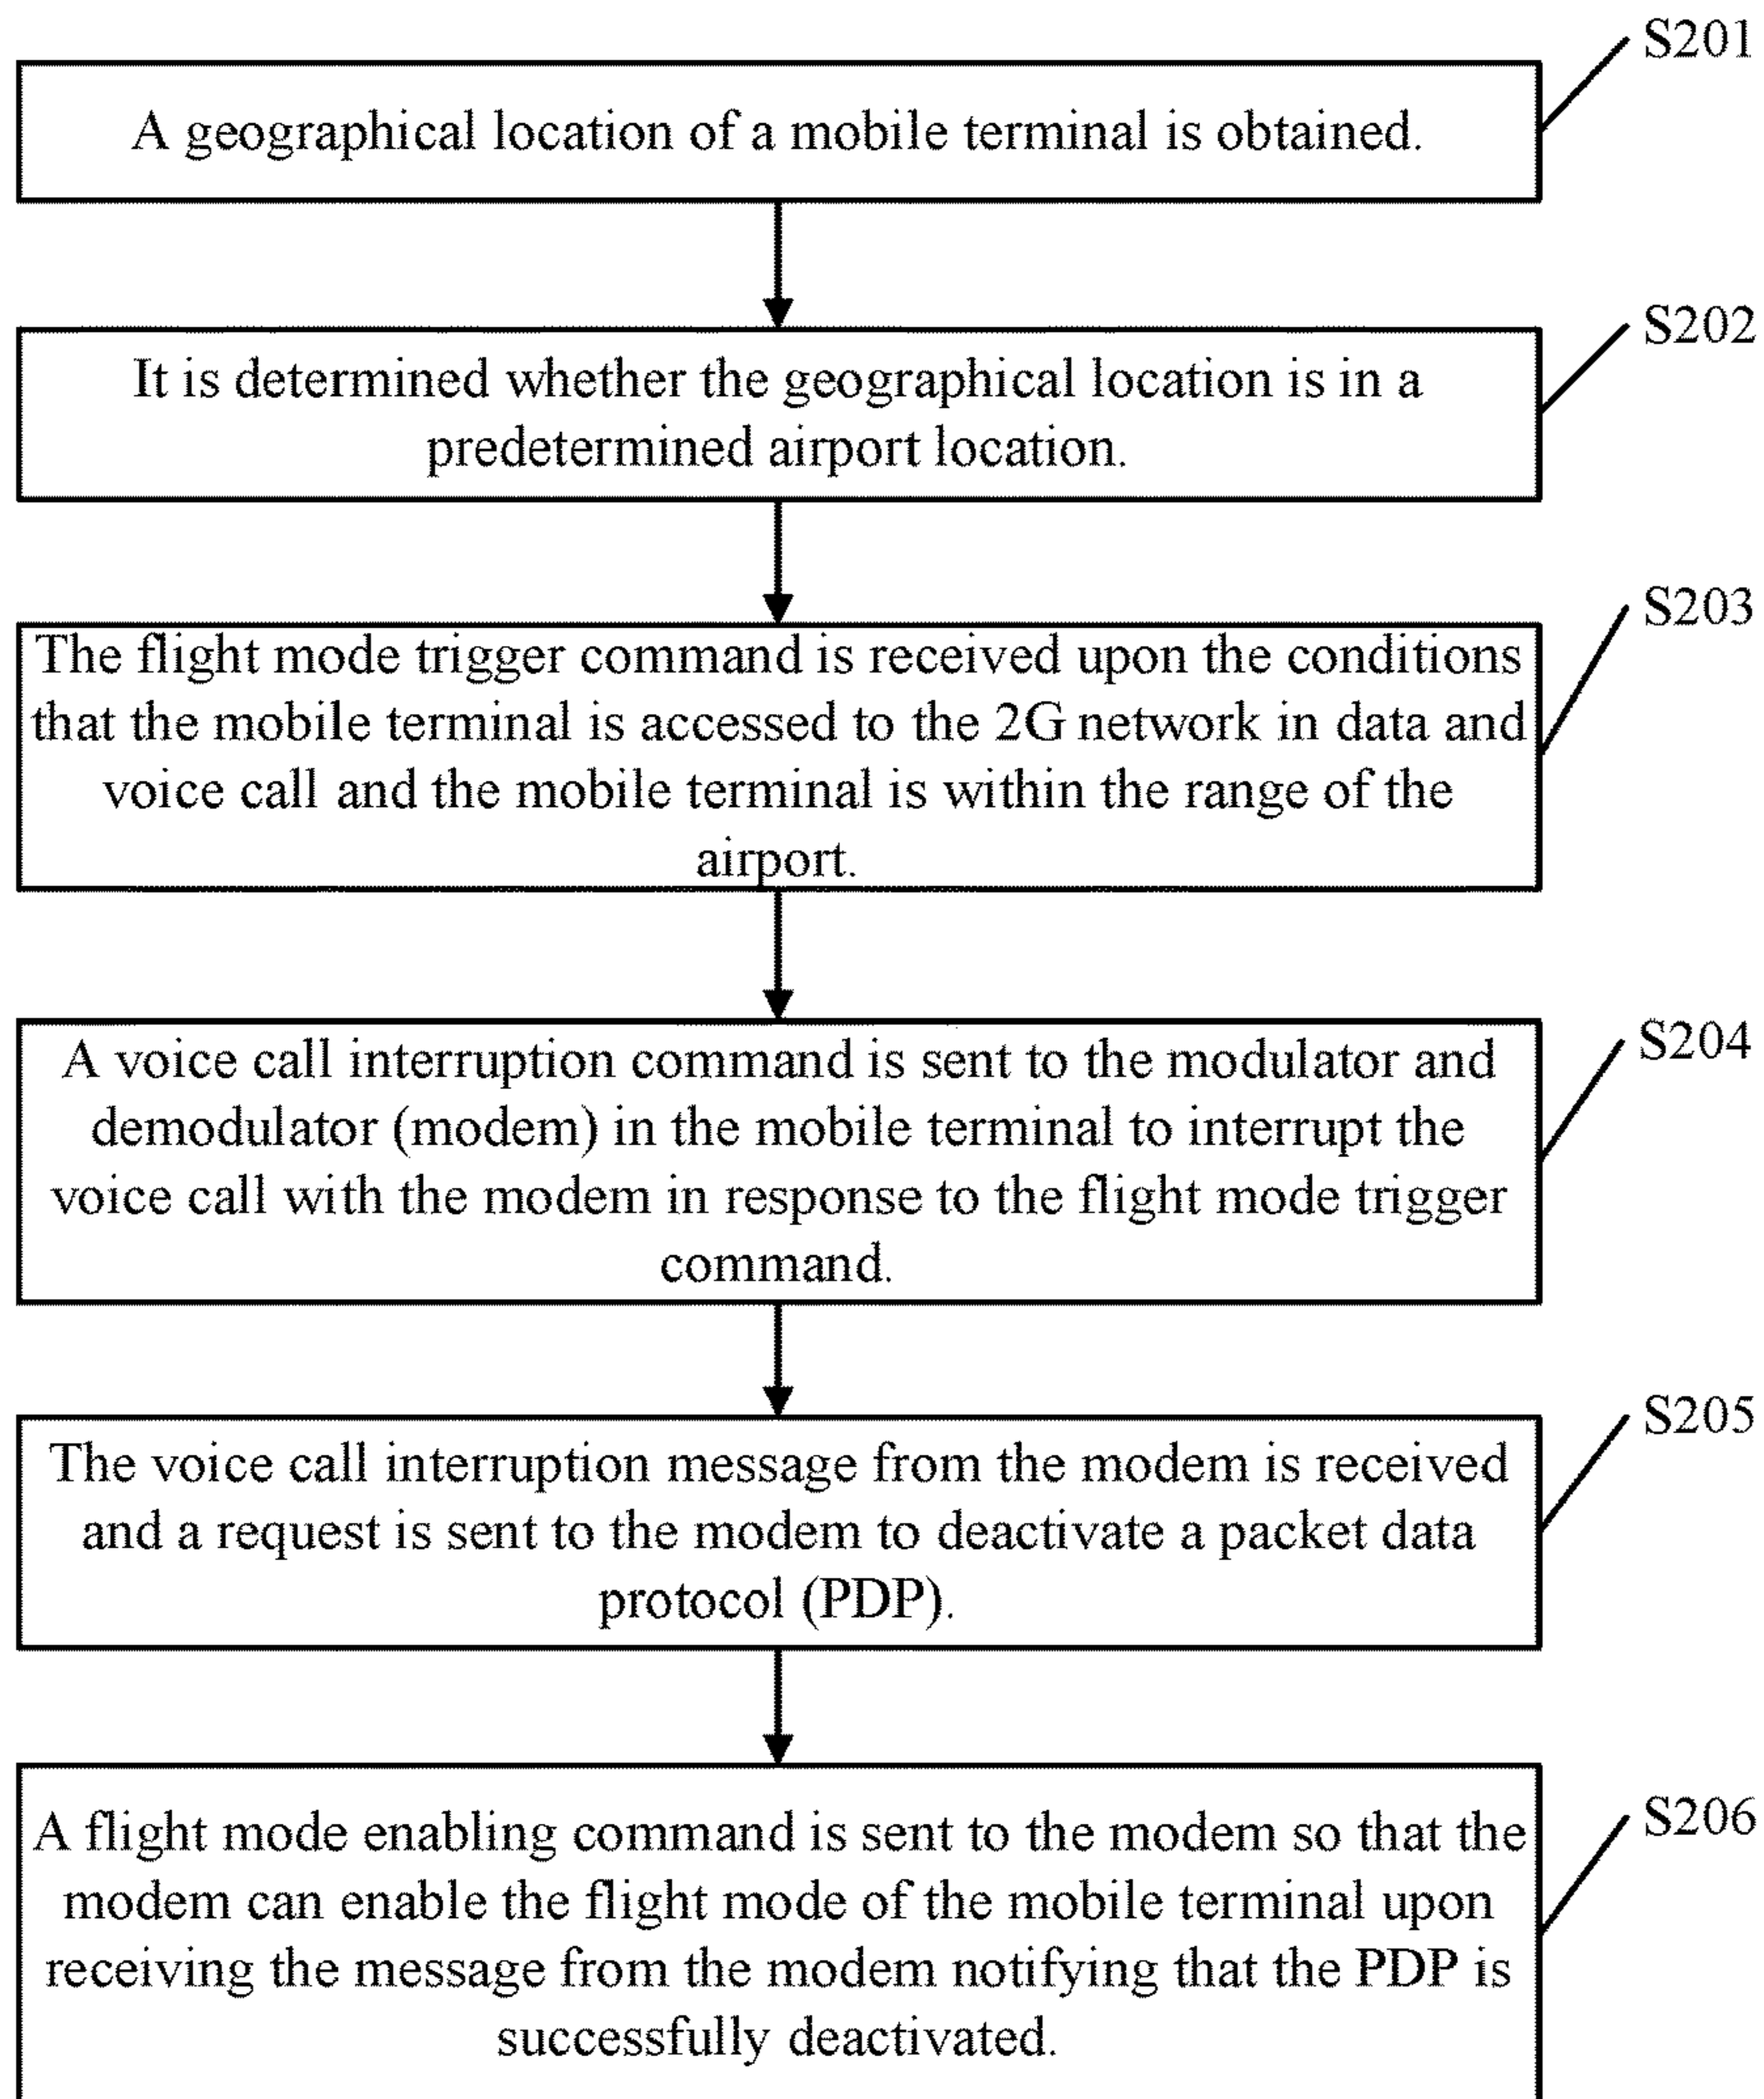 S201
A geographical location of a mobile terminal is obtained.
S202
It is determined whether the geographical location is in a
predetermined airport location.
S203
The flight mode trigger command is received upon the conditions
that the mobile terminal is accessed to the 2G network in data and
voice call and the mobile terminal is within the range of the
airport.
S204
A voice call interruption command is sent to the modulator and
demodulator (modem) in the mobile terminal to interrupt the
voice call with the modem in response to the flight mode trigger
command.
S205
The voice call interruption message from the modem is received
and a request is sent to the modem to deactivate a packet data
protocol (PDP).
S206
A flight mode enabling command is sent to the modem so that the
modem can enable the flight mode of the mobile terminal upon
receiving the message from the modem notifying that the PDP is
successfully deactivated.